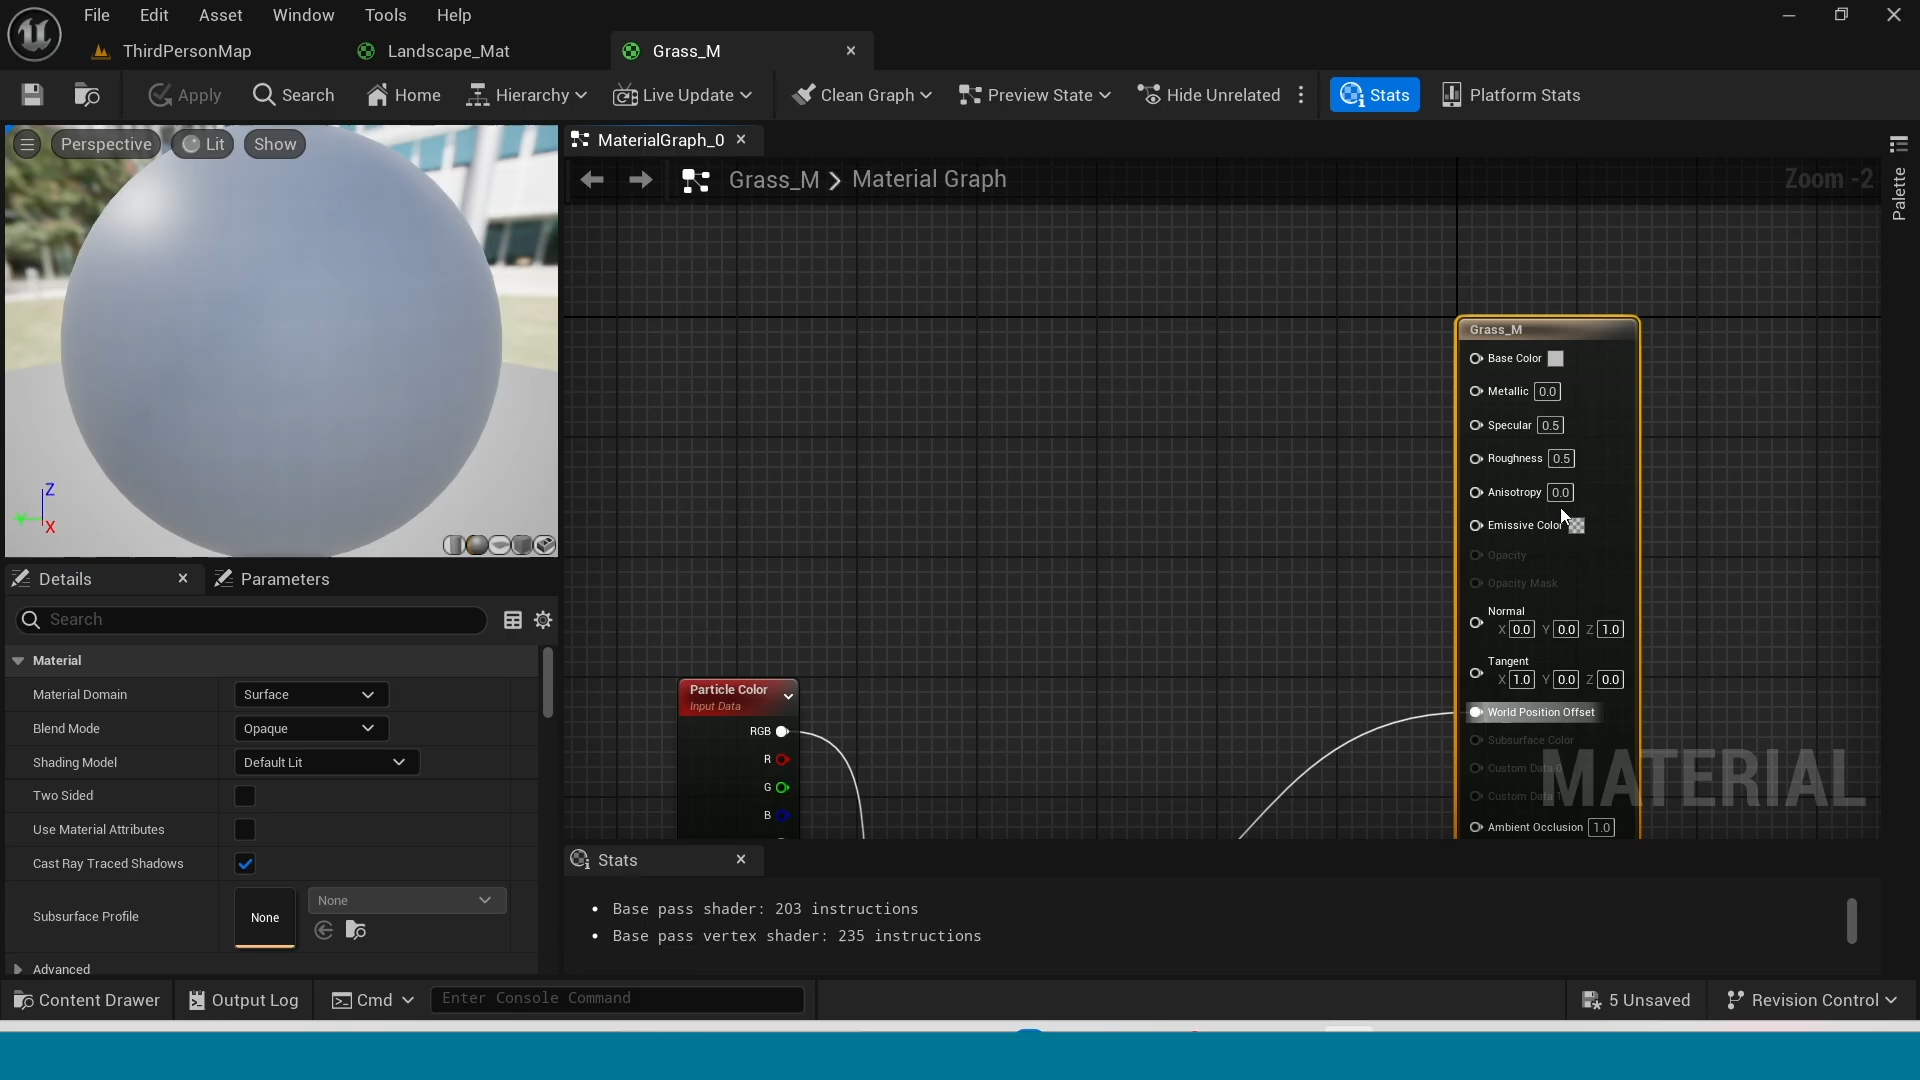 File Edit Asset Window Tools Help
ThirdPersonMap
Landscape_Mat
Grass_M
Apply
Search
Home
Hierarchy
Live Update
Clean Graph
Preview State
Hide Unrelated
Stats
Platform Stats
Perspective
Lit
Show
Z
Y
X
MaterialGraph_0
Grass_M > Material Graph
Zoom -2
Palette
Grass_M
Base Color
Metallic 0.0
Specular 0.5
Roughness 0.5
Anisotropy 0.0
Emissive Color
Opacity
Opacity Mask
Normal
X 0.0 Y 0.0 Z 1.0
Tangent
X 1.0 Y 0.0 Z 0.0
World Position Offset
Subsurface Color
Custom Data 0
Custom Data 1
Ambient Occlusion 1.0
MATERIAL
Particle Color
Input Data
RGB
R
G
B
Details
Parameters
Search
Material
Material Domain Surface
Blend Mode Opaque
Shading Model Default Lit
Two Sided
Use Material Attributes
Cast Ray Traced Shadows
Subsurface Profile None None
Advanced
Stats
• Base pass shader: 203 instructions
• Base pass vertex shader: 235 instructions
Content Drawer
Output Log
Cmd
Enter Console Command
5 Unsaved
Revision Control